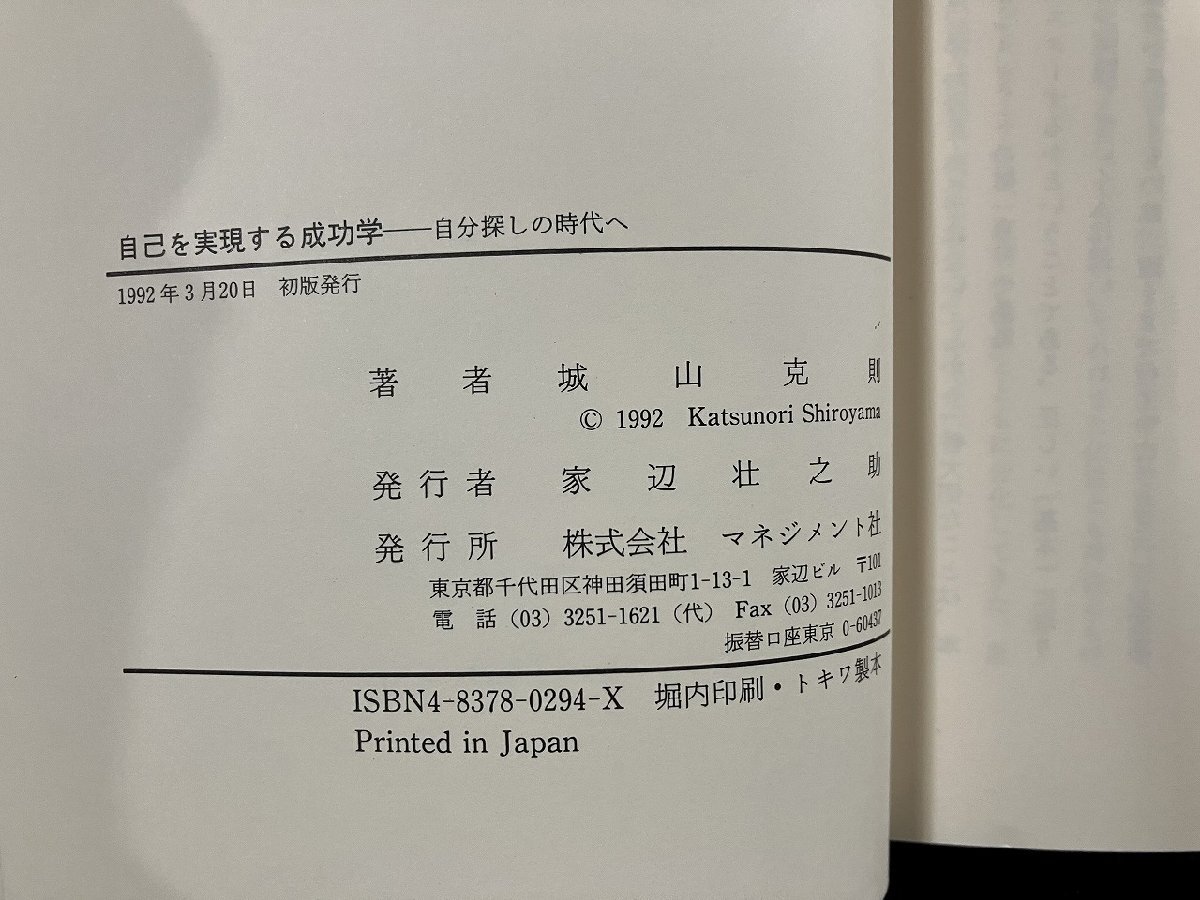 自己を実現する成功学——自分探しの時代へ
1992年3月20日　初版発行
著者　城山克則
© 1992　Katsunori Shiroyama
発行者　家辺壮之助
発行所　株式会社　マネジメント社
東京都千代田区神田須田町1-13-1　家辺ビル　〒101
電　話（03）3251-1621（代）Fax（03）3251-1013
振替口座東京 0-60437
ISBN4-8378-0294-X　堀内印刷・トキワ製本
Printed in Japan